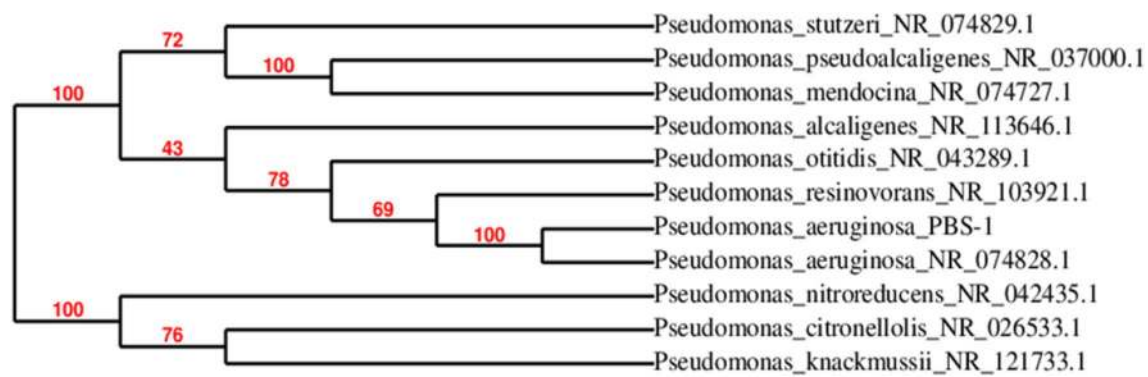 Pseudomonas_stutzeri_NR_074829.1
72
Pseudomonas_pseudoalcaligenes_NR_037000.1
100
Pseudomonas_mendocina_NR_074727.1
100
Pseudomonas_alcaligenes_NR_113646.1
43
Pseudomonas_otitidis_NR_043289.1
78
Pseudomonas_resinovorans_NR_103921.1
69
Pseudomonas_aeruginosa_PBS-1
100
Pseudomonas_aeruginosa_NR_074828.1
Pseudomonas_nitroreducens_NR_042435.1
100
Pseudomonas_citronellolis_NR_026533.1
76
Pseudomonas_knackmussii_NR_121733.1